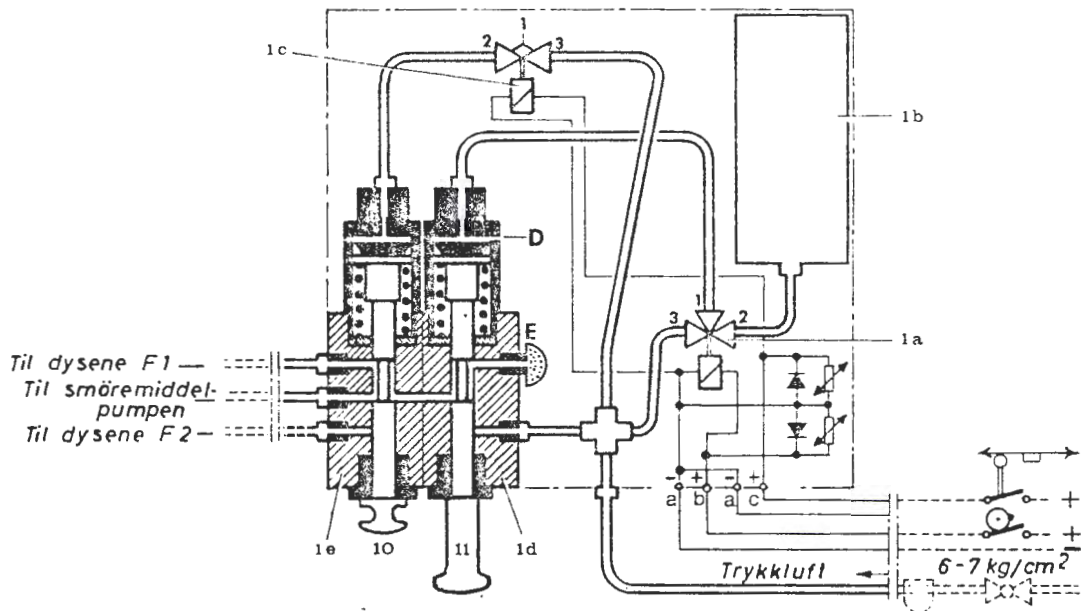 1
2
3
1c
1b
D
E
1
3
2
1a
Til dysene F1
Til smöremiddel-
pumpen
Til dysene F2
- + - +
a b a c
1e
10
11
1d
+
+
-
Trykkluft
6-7 kg/cm²